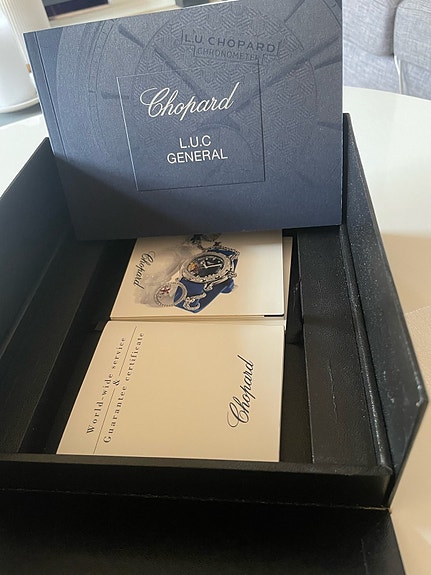 L.U CHOPARD
CHRONOMETER
Chopard
L.U.C
GENERAL
Chopard
World-wide service
&
Guarantee certificate
Chopard